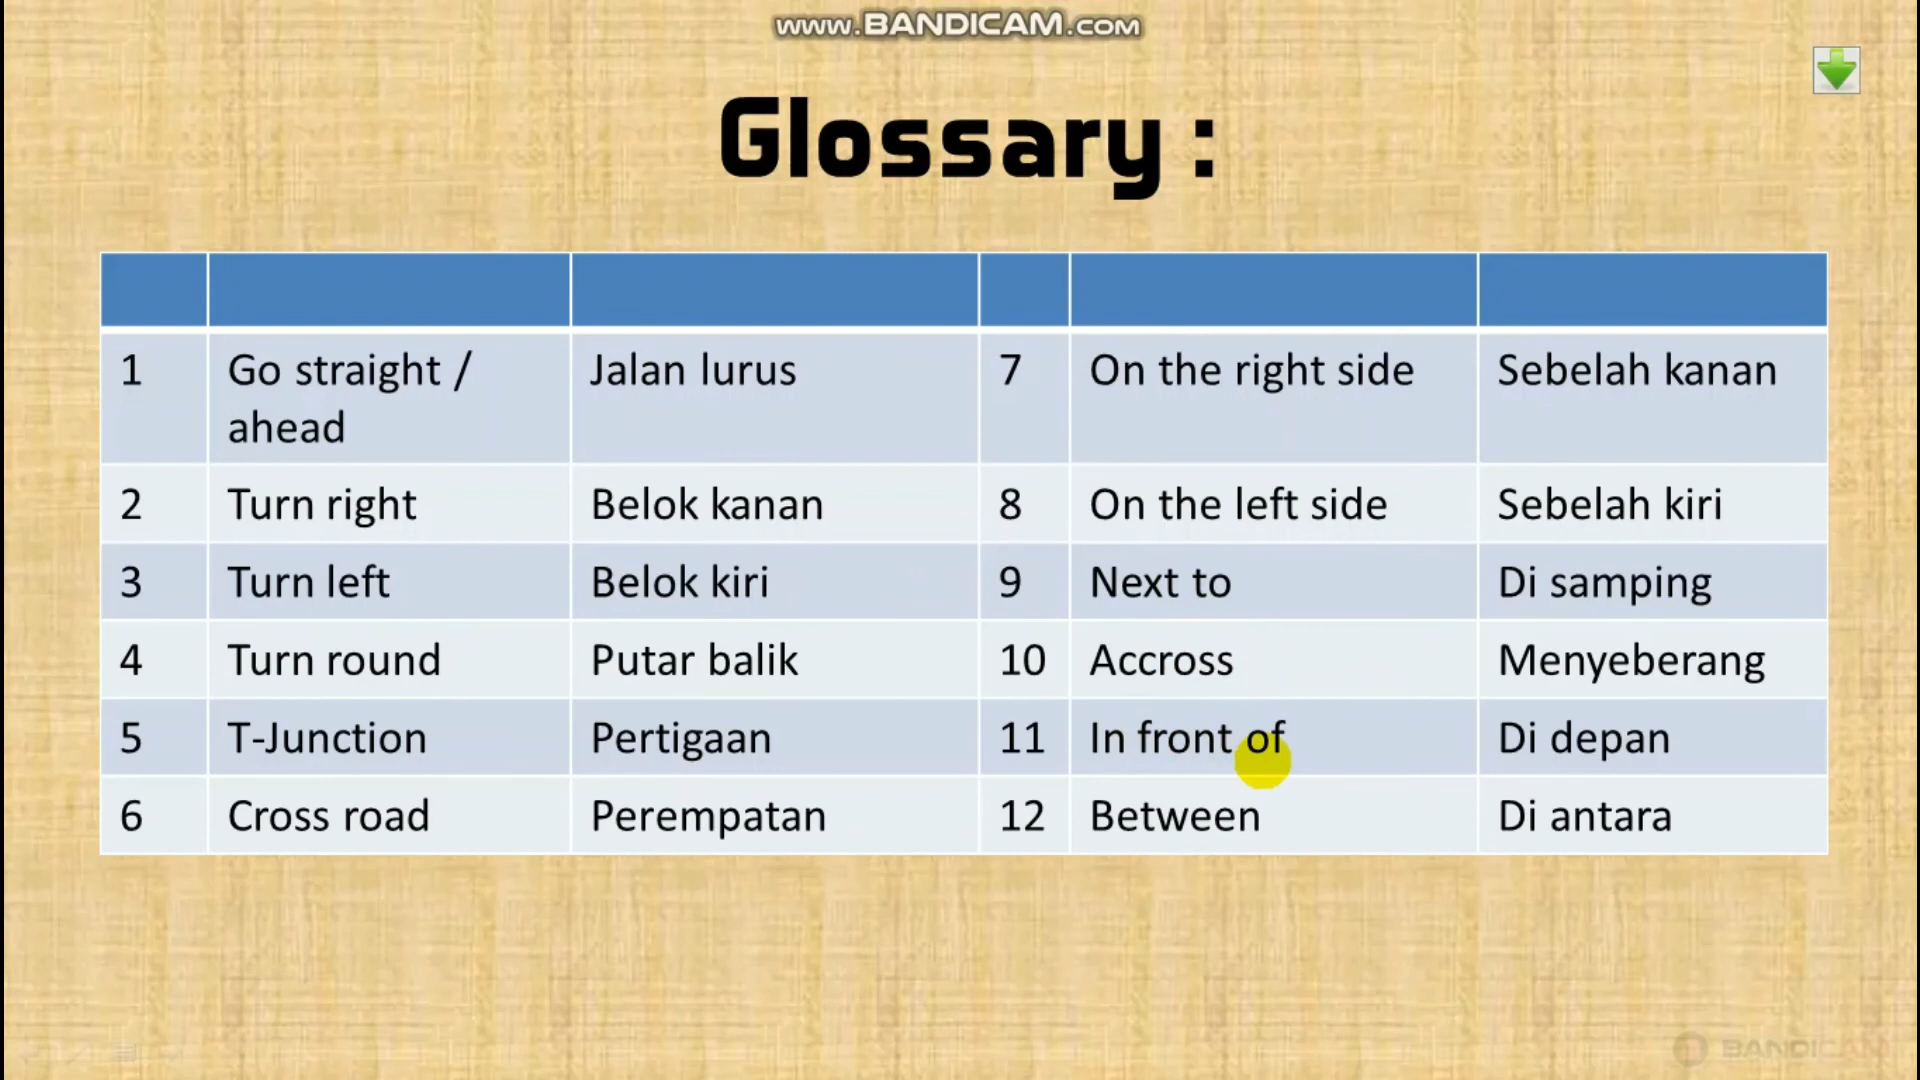 www.BANDICAM.com
Glossary :
1 Go straight / ahead Jalan lurus 7 On the right side Sebelah kanan
2 Turn right Belok kanan 8 On the left side Sebelah kiri
3 Turn left Belok kiri 9 Next to Di samping
4 Turn round Putar balik 10 Accross Menyeberang
5 T-Junction Pertigaan 11 In front of Di depan
6 Cross road Perempatan 12 Between Di antara
BANDICAM